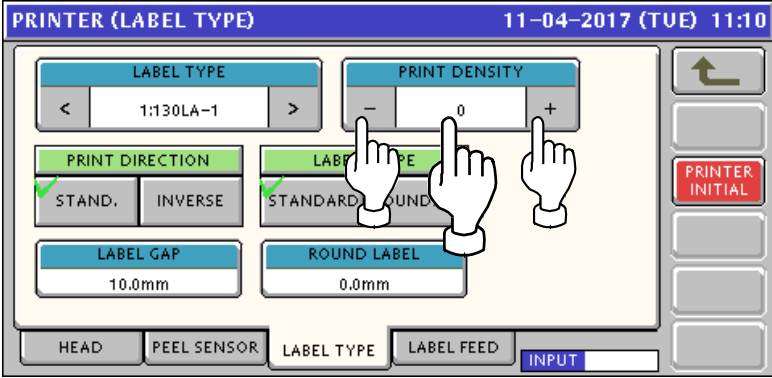 PRINTER (LABEL TYPE) 11-04-2017 (TUE) 11:10
LABEL TYPE
< 1:130LA-1 >
PRINT DENSITY
- 0 +
PRINT DIRECTION
STAND. INVERSE
STANDARD
LABEL GAP
10.0mm
ROUND LABEL
0.0mm
PRINTER
INITIAL
HEAD PEEL SENSOR LABEL TYPE LABEL FEED INPUT